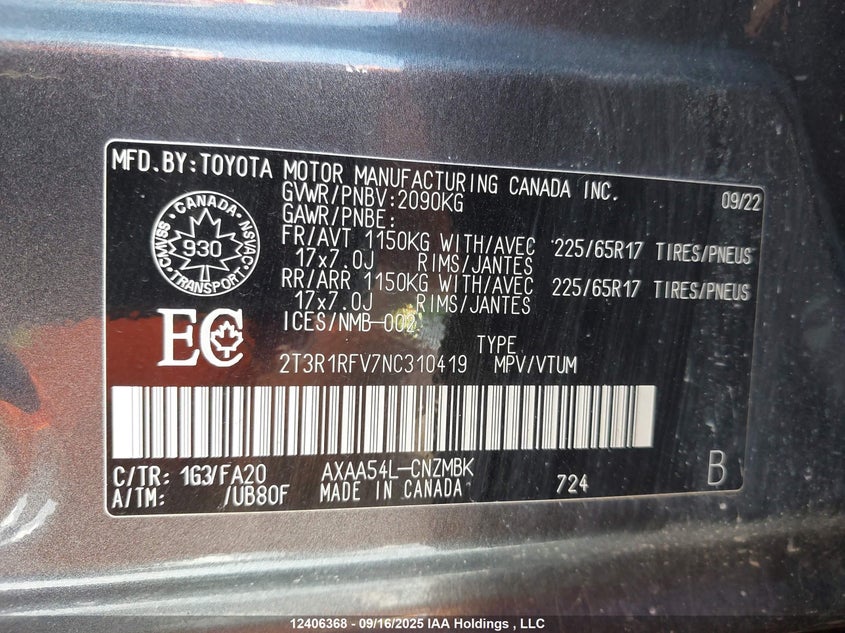 MFD.BY:TOYOTA MOTOR MANUFACTURING CANADA INC. 09/22
GVWR/PNBV:2090KG
GAWR/PNBE:
FR/AVT 1150KG WITH/AVEC 225/65R17 TIRES/PNEUS
17x7.0J RIMS/JANTES
RR/ARR 1150KG WITH/AVEC 225/65R17 TIRES/PNEUS
17x7.0J RIMS/JANTES
ICES/NMB-002
CANADA
CMVSS 930 NSVAC
TRANSPORT
EC
TYPE
2T3R1RFV7NC310419 MPV/VTUM
C/TR: 1G3/FA20 AXAA54L-CNZMBK
A/TM: /UB80F MADE IN CANADA 724 B
12406368 - 09/16/2025 IAA Holdings , LLC